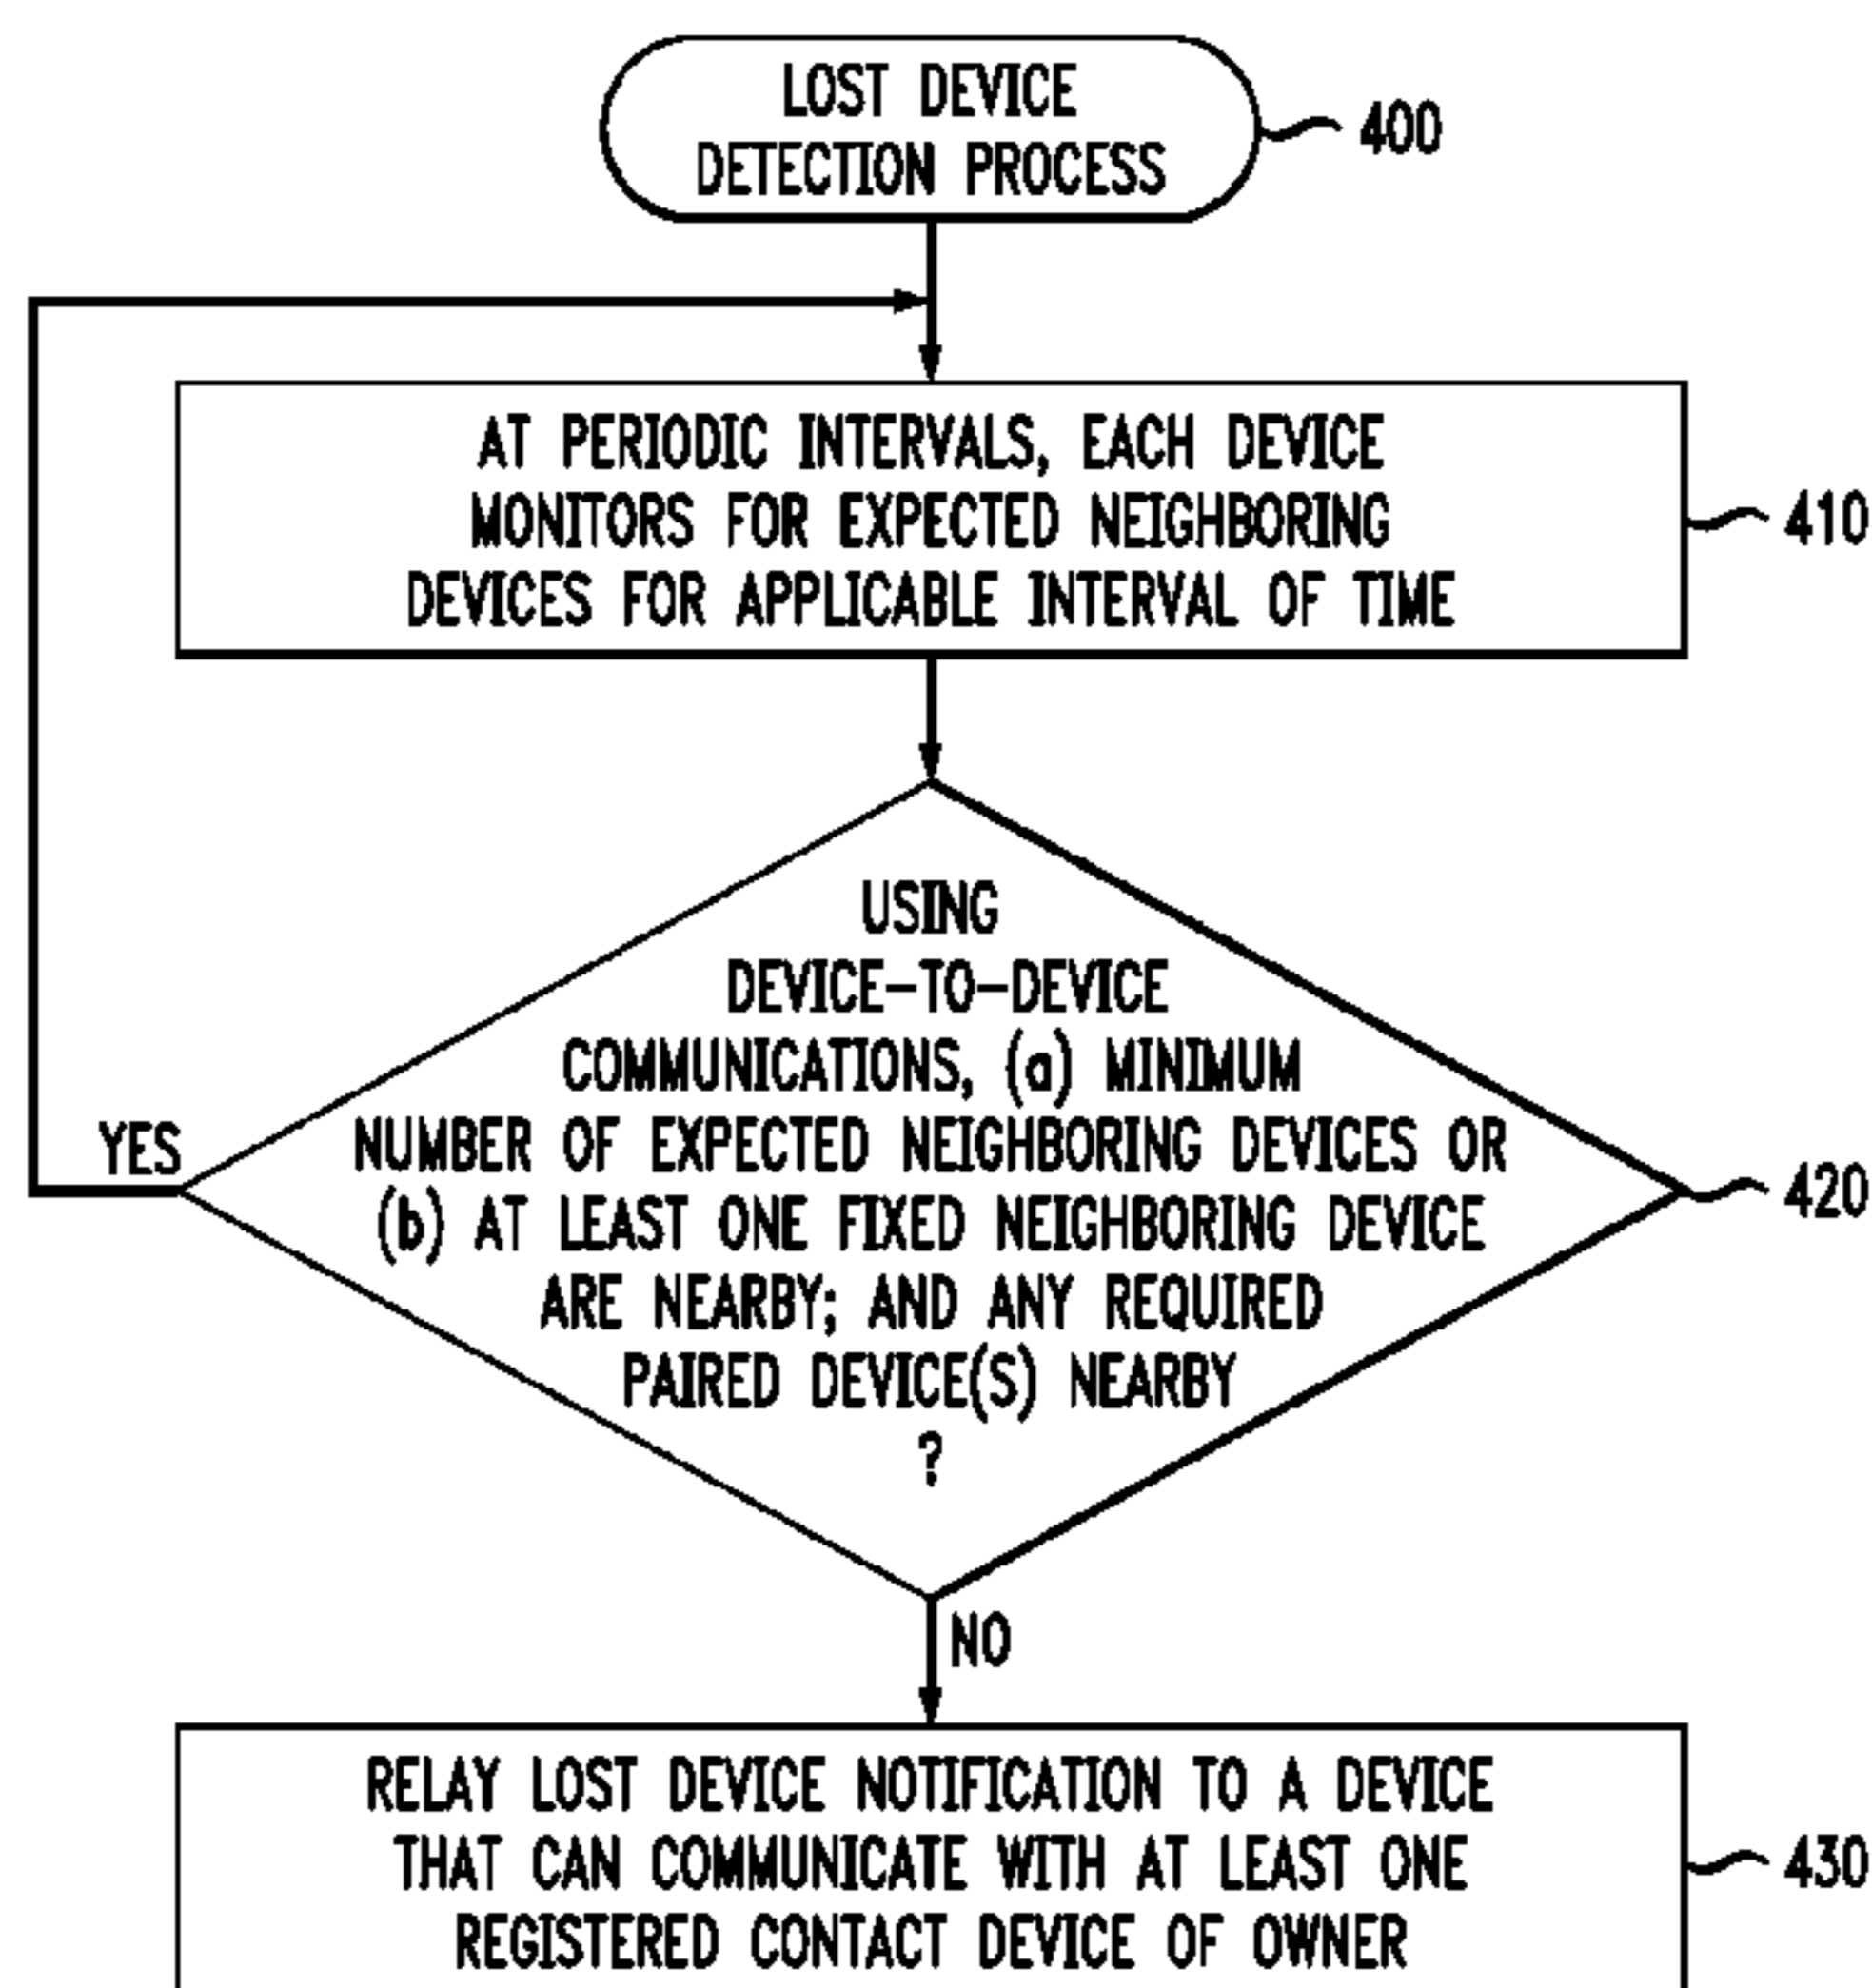 LOST DEVICE
DETECTION PROCESS
400
AT PERIODIC INTERVALS, EACH DEVICE
MONITORS FOR EXPECTED NEIGHBORING
DEVICES FOR APPLICABLE INTERVAL OF TIME
410
USING
DEVICE-TO-DEVICE
COMMUNICATIONS, (a) MINIMUM
NUMBER OF EXPECTED NEIGHBORING DEVICES OR
(b) AT LEAST ONE FIXED NEIGHBORING DEVICE
ARE NEARBY; AND ANY REQUIRED
PAIRED DEVICE(S) NEARBY
?
YES
420
NO
RELAY LOST DEVICE NOTIFICATION TO A DEVICE
THAT CAN COMMUNICATE WITH AT LEAST ONE
REGISTERED CONTACT DEVICE OF OWNER
430